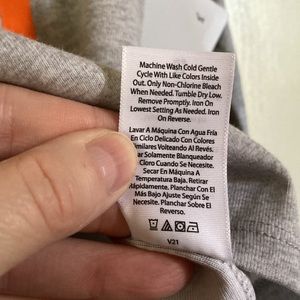 Machine Wash Cold Gentle
Cycle With Like Colors Inside
Out. Only Non-Chlorine Bleach
When Needed. Tumble Dry Low.
Remove Promptly. Iron On
Lowest Setting As Needed. Iron
On Reverse.
Lavar A Máquina Con Agua Fría
En Ciclo Delicado Con Colores
Similares Volteando Al Revés.
Usar Solamente Blanqueador
Sin Cloro Cuando Se Necesite.
Secar En Máquina A
Temperatura Baja. Retirar
Rápidamente. Planchar Con El
Más Bajo Ajuste Según Se
Necesite. Planchar Sobre El
Reverso.
V21